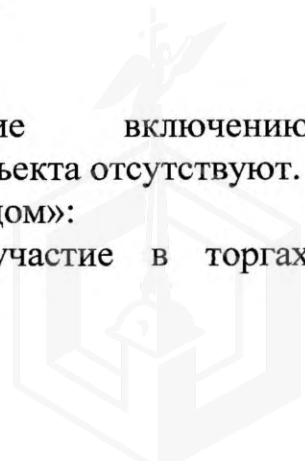 ие включению
ъекта отсутствуют.
дом»:
участие в торгах